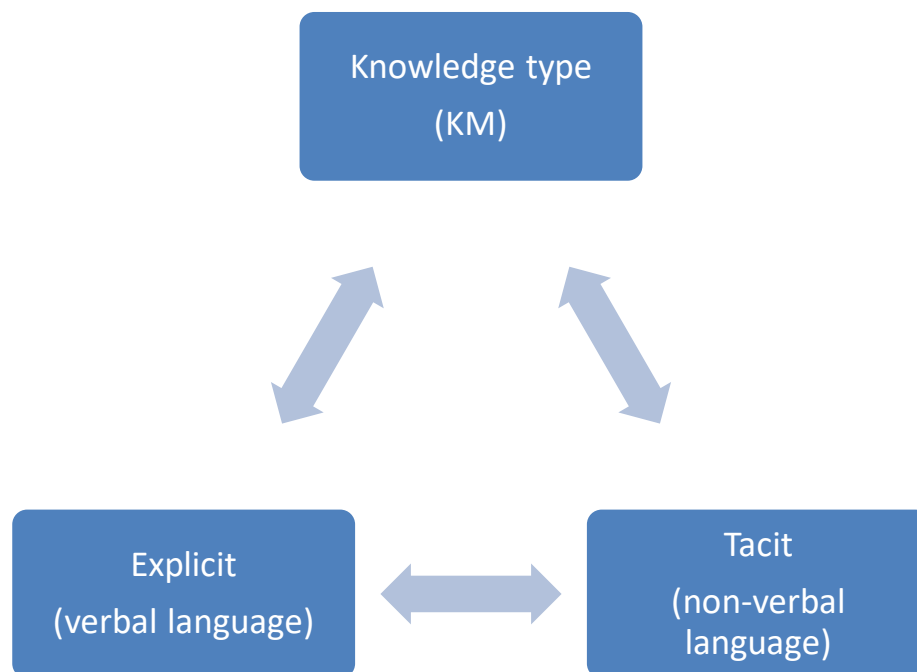 Knowledge type
(KM)
Explicit
(verbal language)
Tacit
(non-verbal
language)